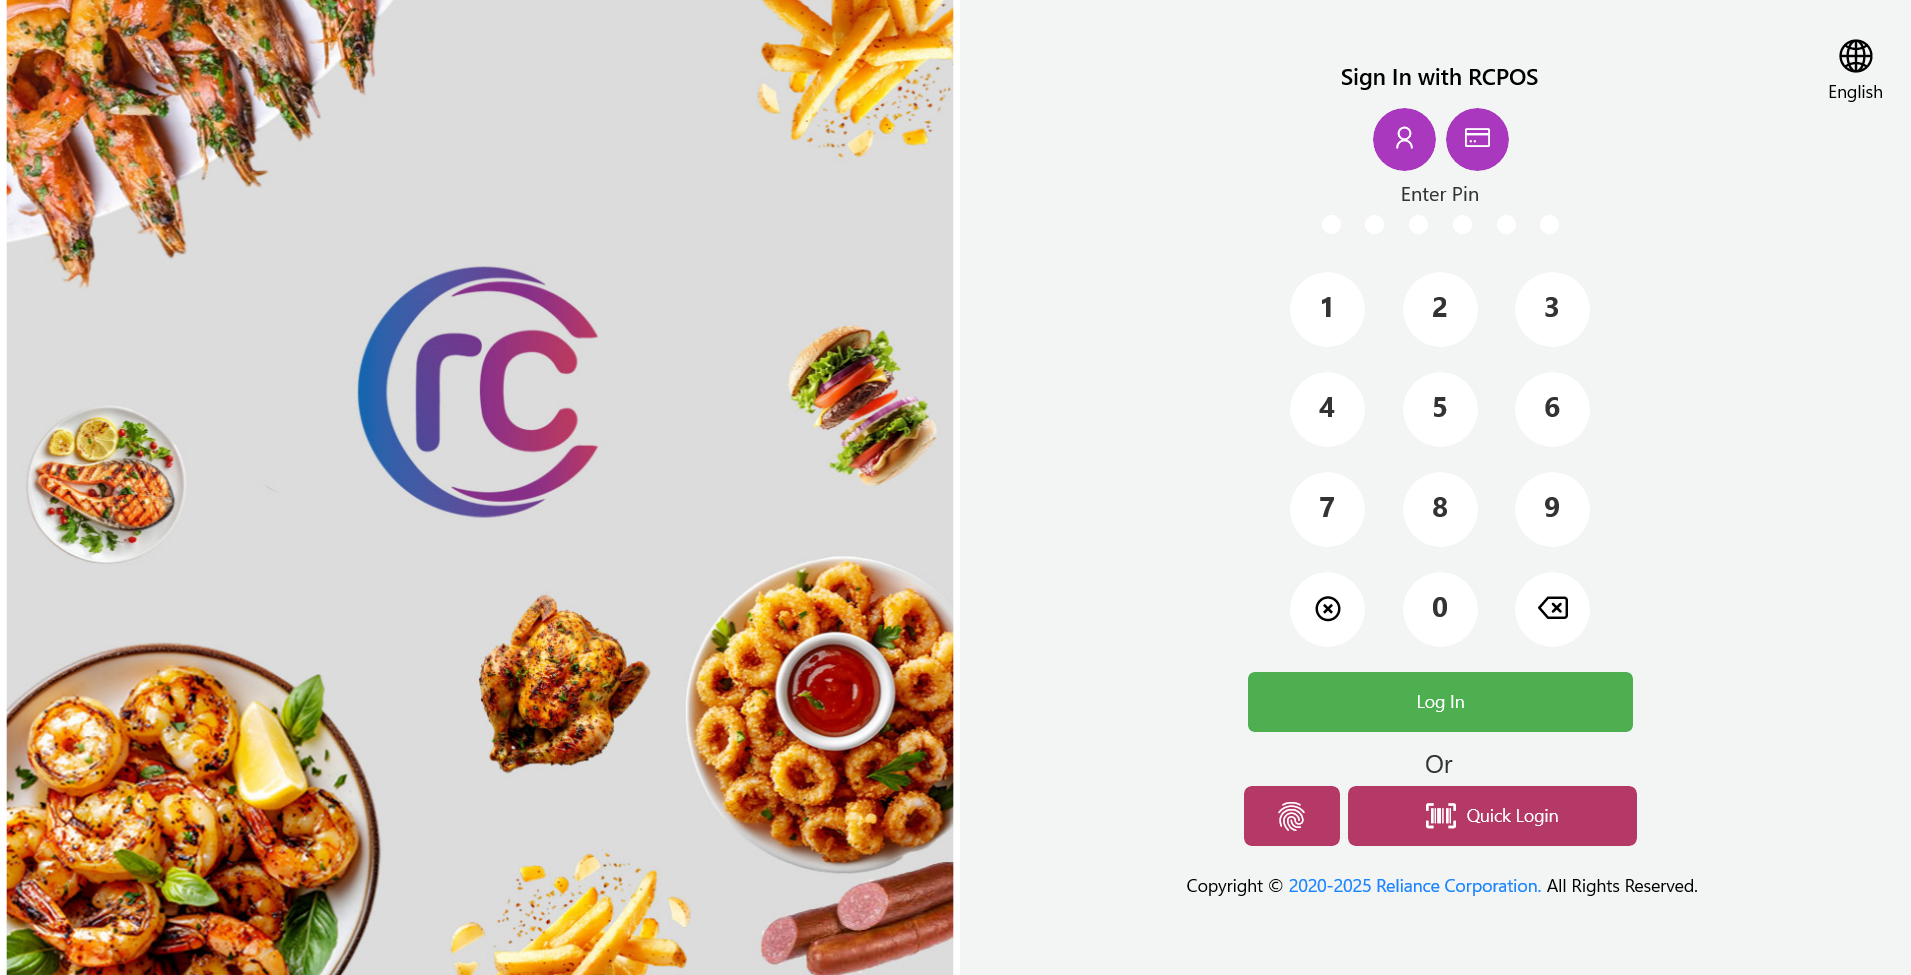 rc
English
Sign In with RCPOS
Enter Pin
1 2 3
4 5 6
7 8 9
0
Log In
Or
Quick Login
Copyright © 2020-2025 Reliance Corporation. All Rights Reserved.